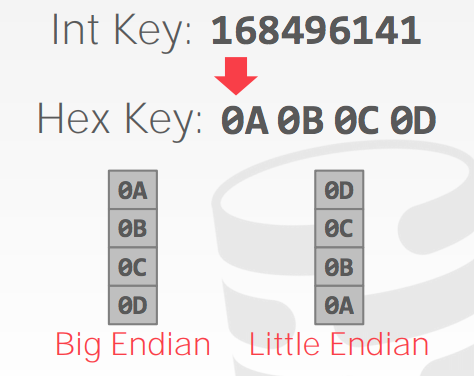 Int Key: 168496141
Hex Key: 0A 0B 0C 0D
0A
0B
0C
0D
Big Endian
0D
0C
0B
0A
Little Endian